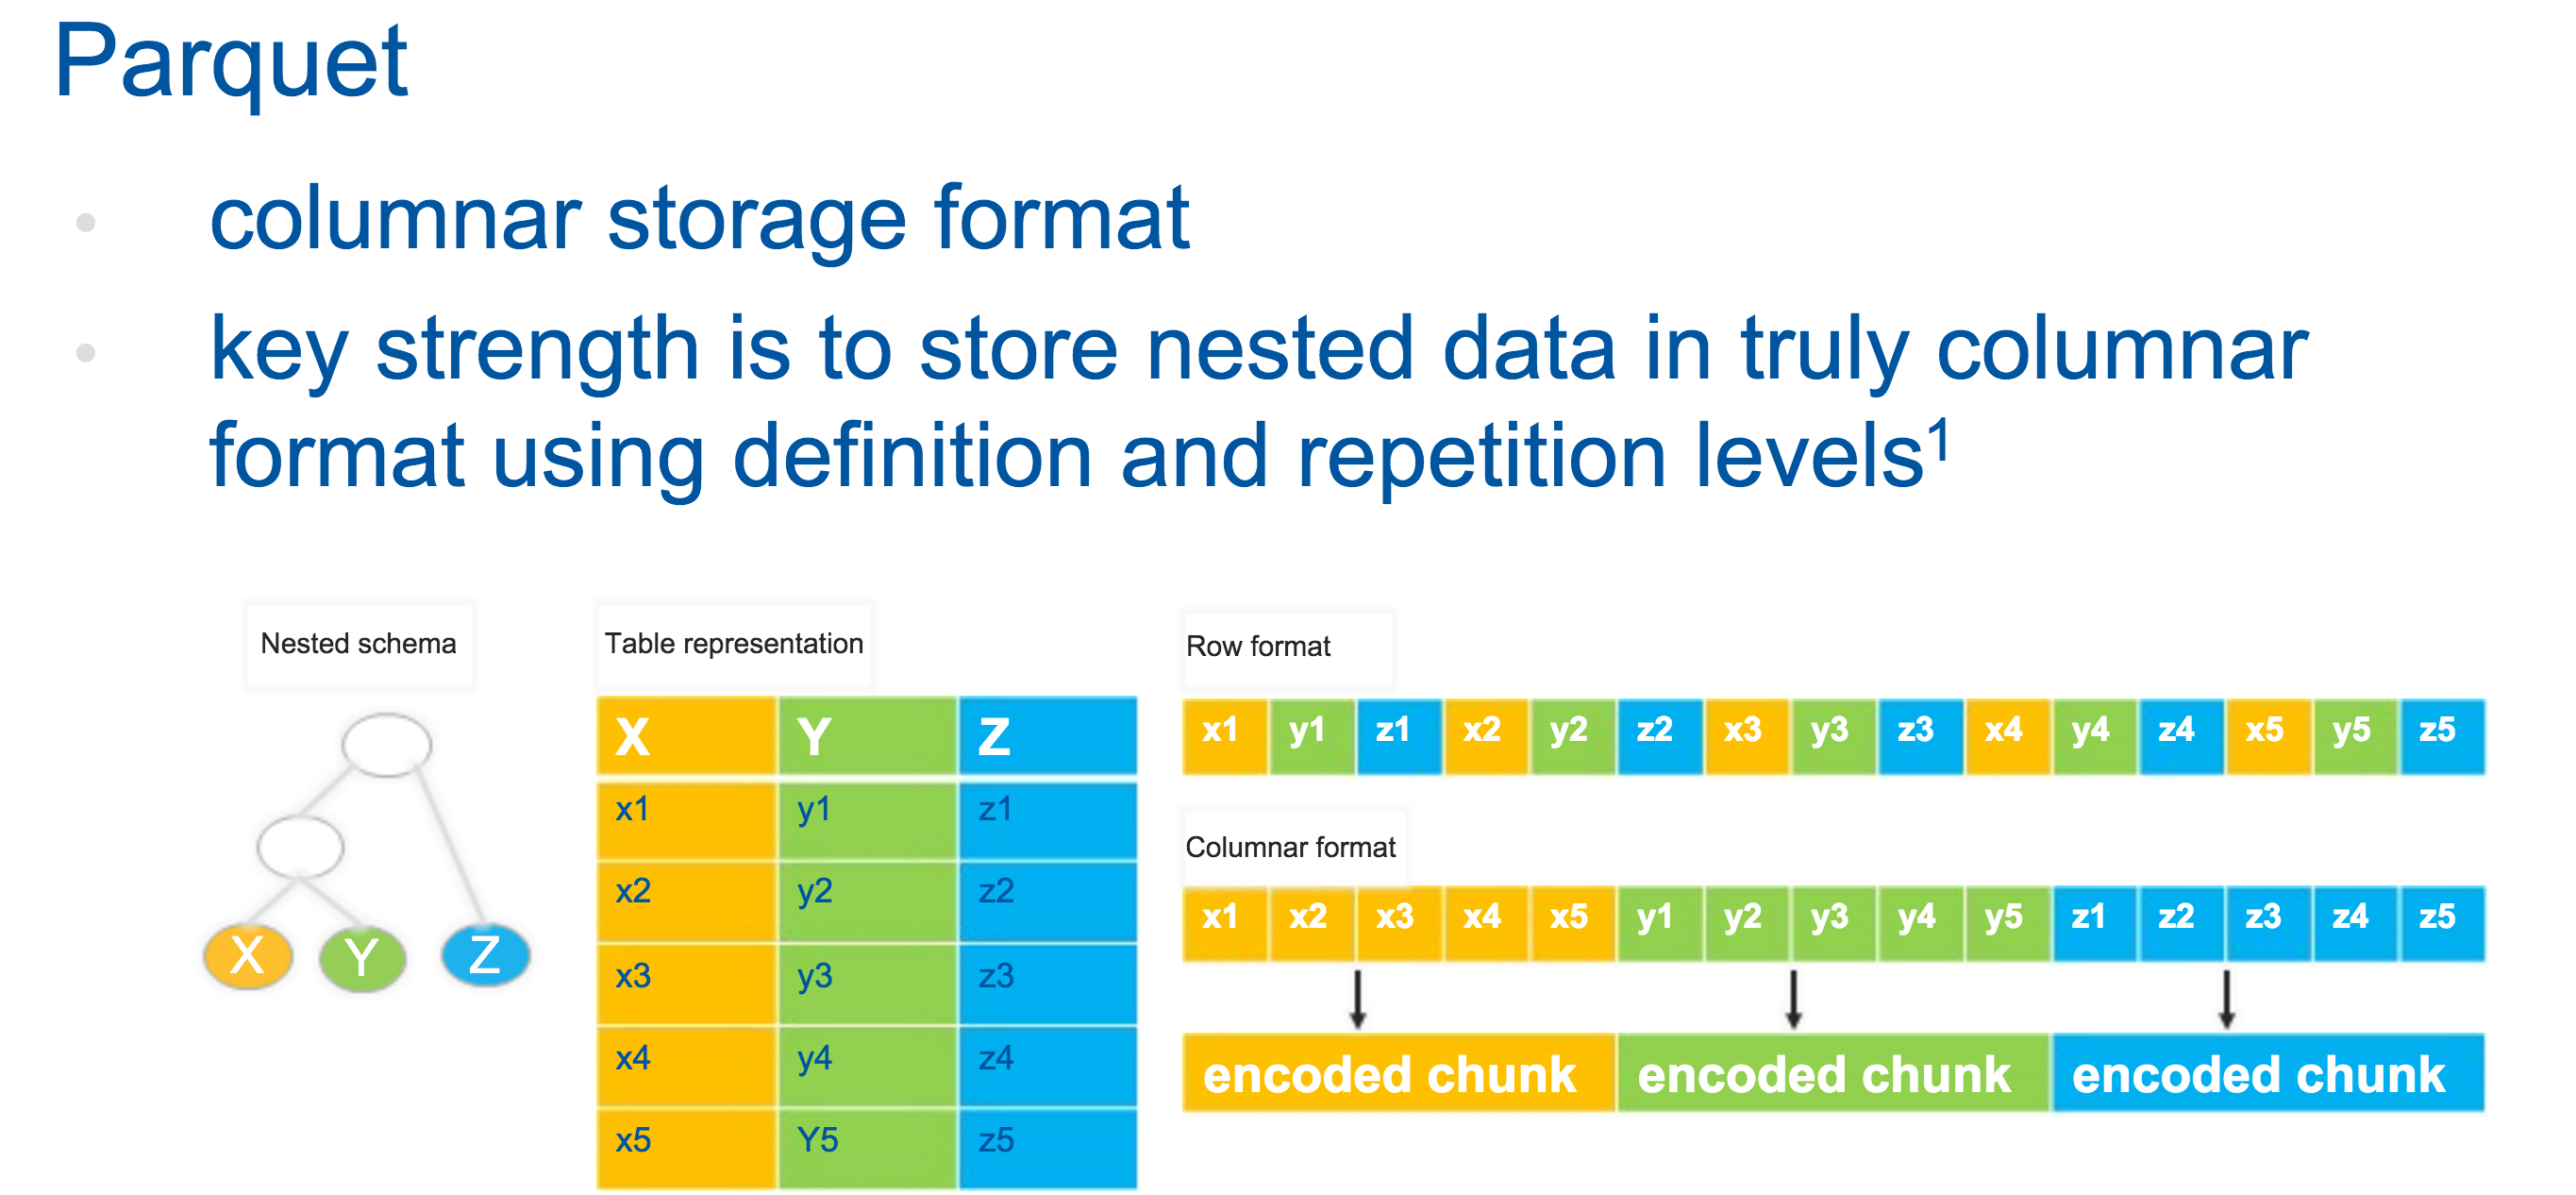 Parquet
• columnar storage format
• key strength is to store nested data in truly columnar
format using definition and repetition levels¹
Nested schema
X Y Z
Table representation
X Y Z
x1 y1 z1
x2 y2 z2
x3 y3 z3
x4 y4 z4
x5 Y5 z5
Row format
x1 y1 z1 x2 y2 z2 x3 y3 z3 x4 y4 z4 x5 y5 z5
Columnar format
x1 x2 x3 x4 x5 y1 y2 y3 y4 y5 z1 z2 z3 z4 z5
encoded chunk encoded chunk encoded chunk